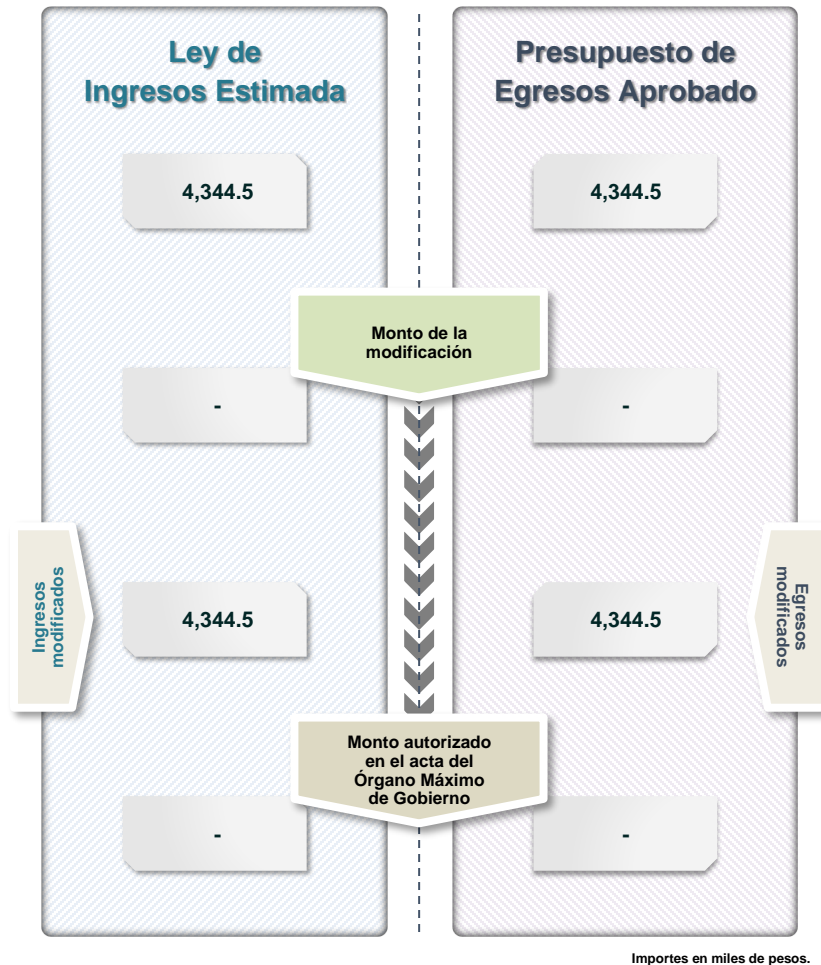 Ley de
Ingresos Estimada
Presupuesto de
Egresos Aprobado
4,344.5
4,344.5
Monto de la
modificación
-
-
Ingresos
modificados
4,344.5
4,344.5
Egresos
modificados
Monto autorizado
en el acta del
Órgano Máximo
de Gobierno
-
-
Importes en miles de pesos.